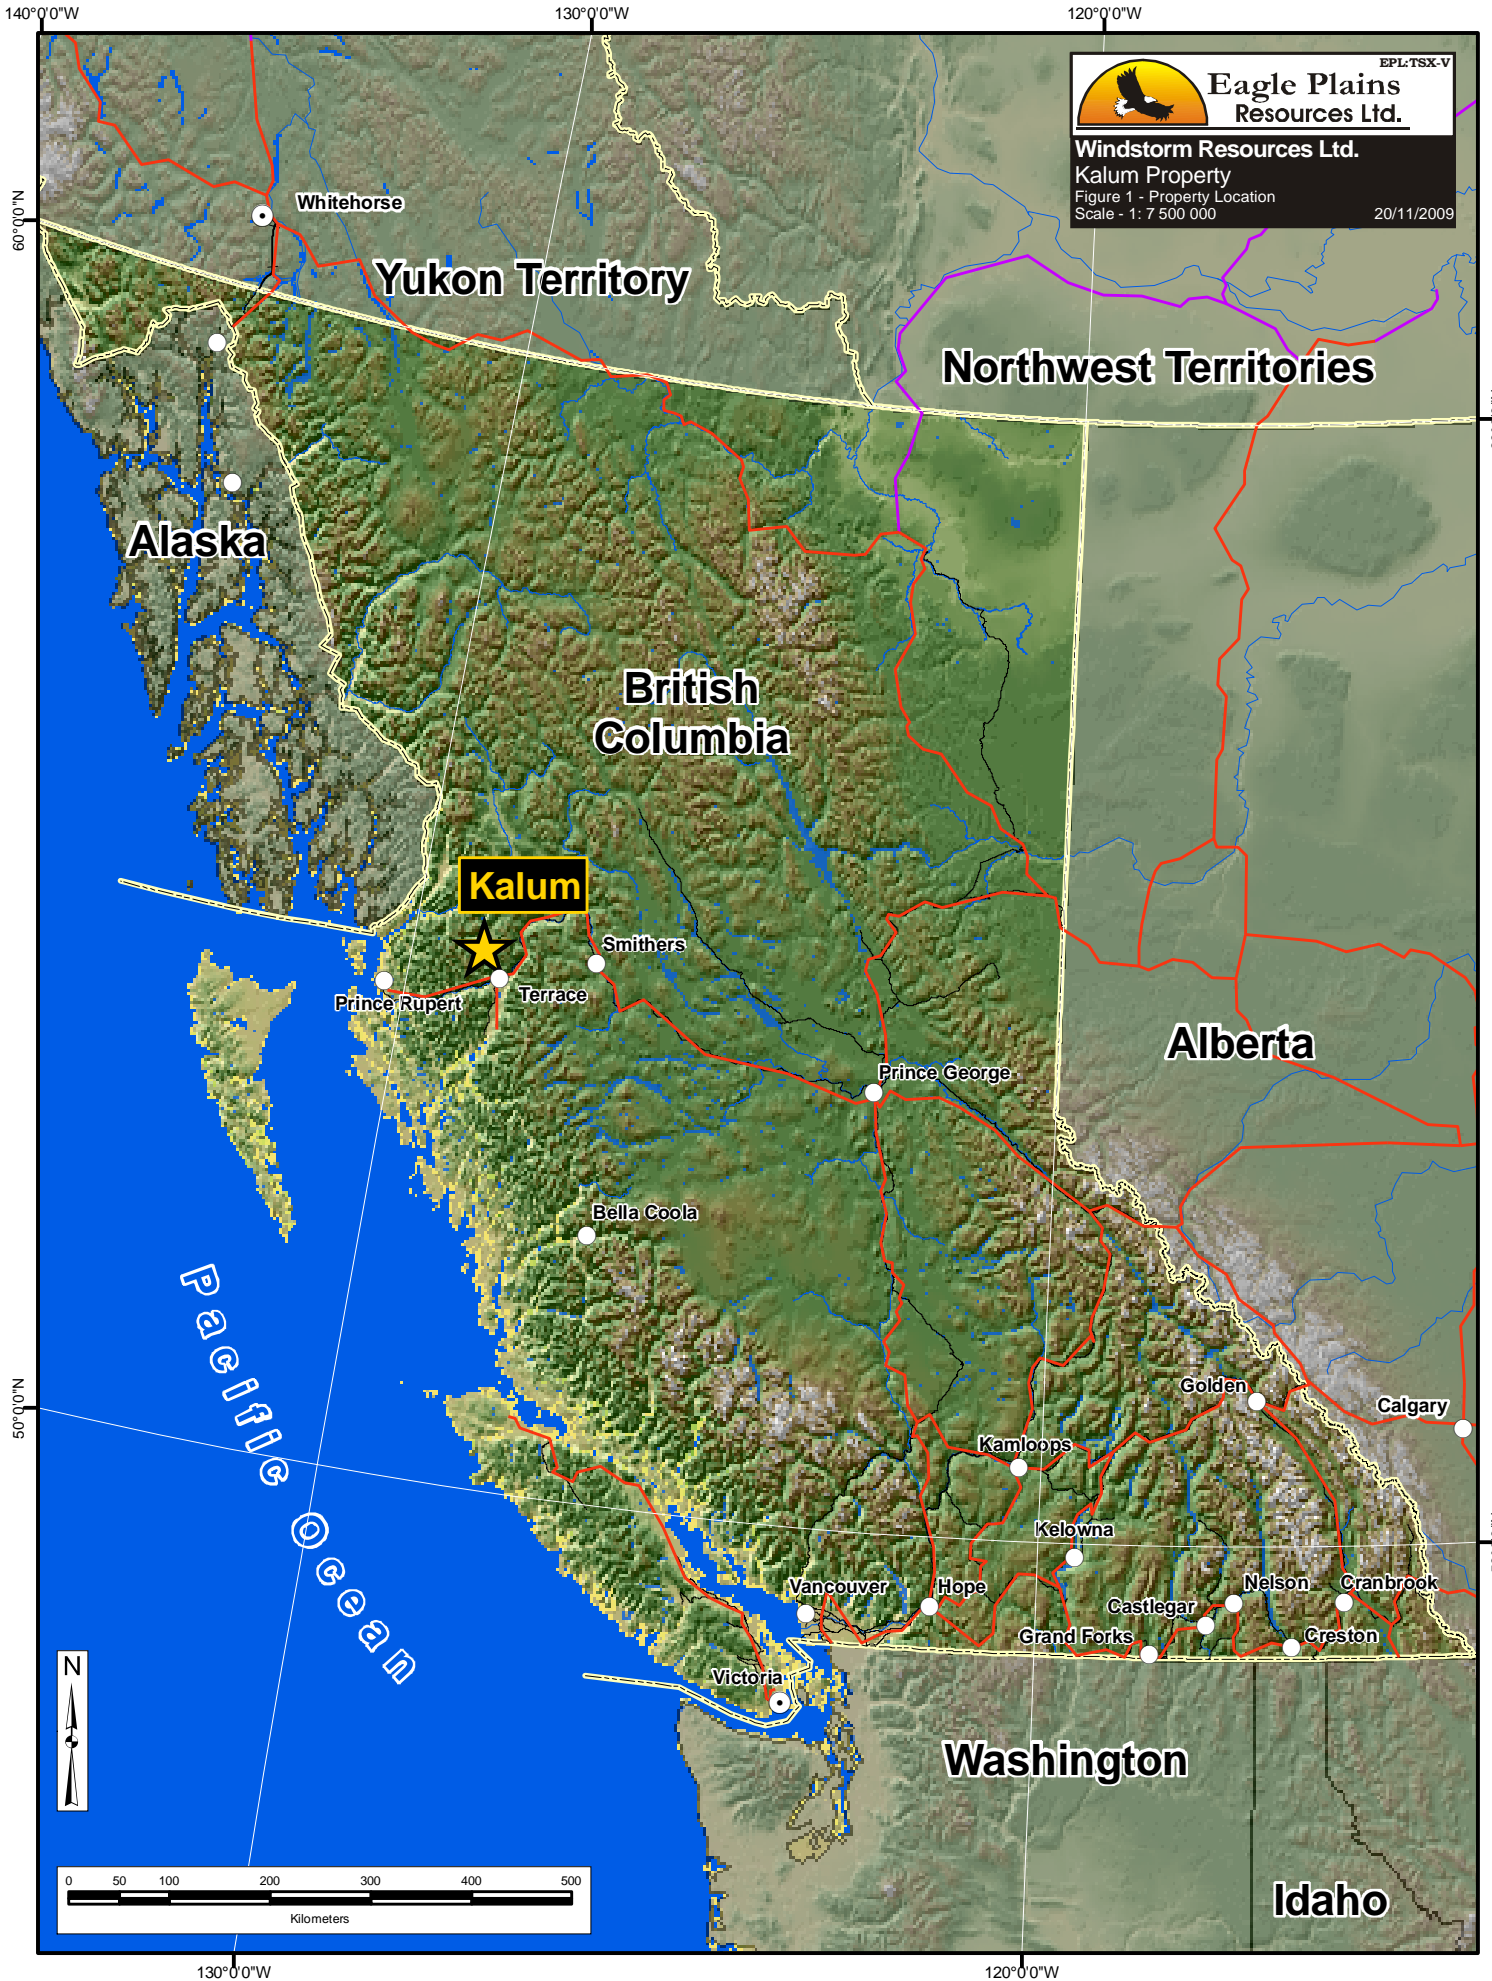 140°0'0"W
130°0'0"W
120°0'0"W
EPL:TSX-V
Eagle Plains
Resources Ltd.
Windstorm Resources Ltd.
Kalum Property
Figure 1 - Property Location
Scale - 1: 7 500 000
20/11/2009
60°0'0"N
Whitehorse
Yukon Territory
Northwest Territories
Alaska
British
Columbia
Kalum
Smithers
Prince Rupert
Terrace
Alberta
Prince George
Bella Coola
Pacific Ocean
50°0'0"N
Golden
Calgary
Kamloops
Kelowna
Vancouver
Hope
Nelson
Cranbrook
Castlegar
Grand Forks
Creston
Victoria
N
Washington
Idaho
0 50 100 200 300 400 500
Kilometers
130°0'0"W
120°0'0"W